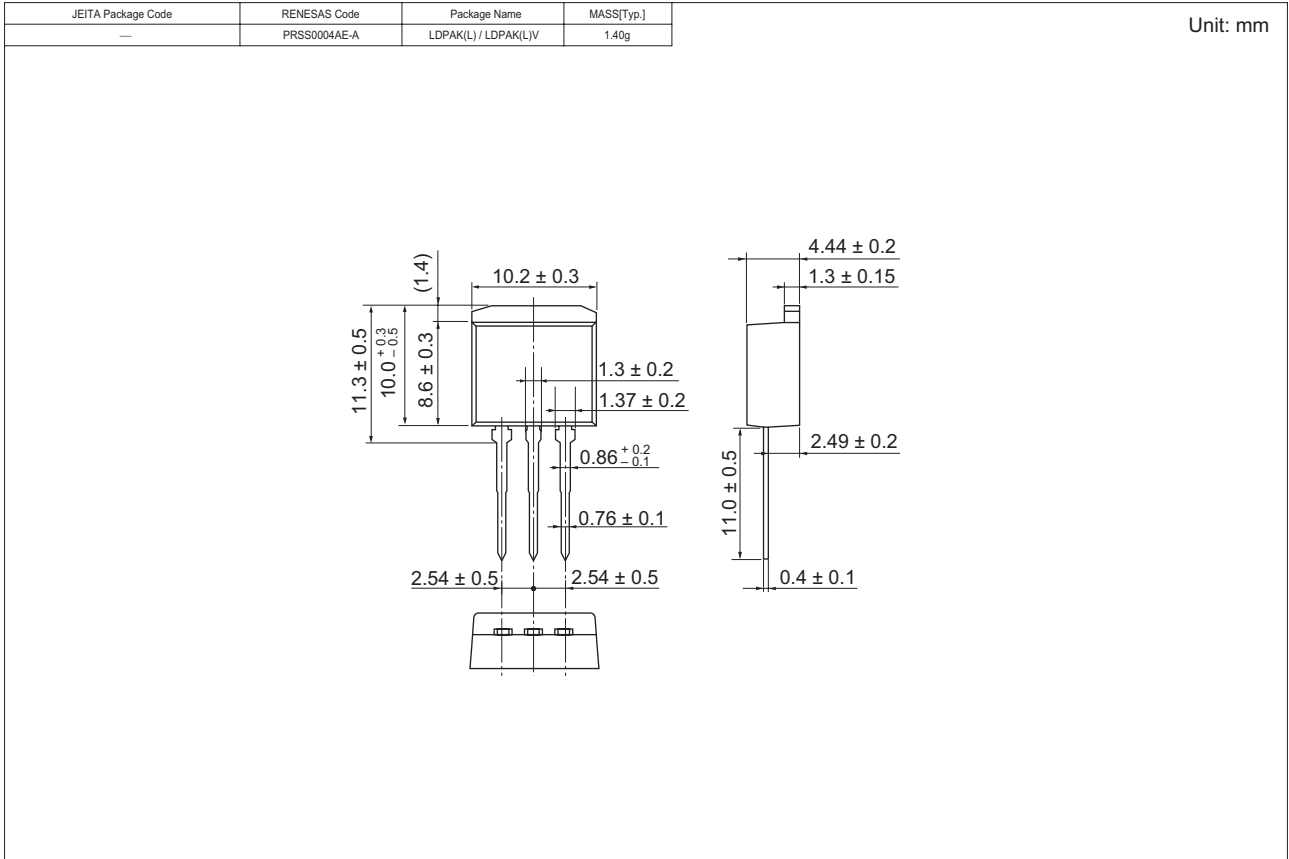 JEITA Package Code RENESAS Code Package Name MASS[Typ.]
— PRSS0004AE-A LDPAK(L) / LDPAK(L)V 1.40g
Unit: mm
4.44 ± 0.2
(1.4)
10.2 ± 0.3
1.3 ± 0.15
11.3 ± 0.5
10.0 + 0.3 – 0.5
8.6 ± 0.3
1.3 ± 0.2
1.37 ± 0.2
2.49 ± 0.2
0.86 + 0.2 – 0.1
11.0 ± 0.5
0.76 ± 0.1
2.54 ± 0.5
2.54 ± 0.5
0.4 ± 0.1